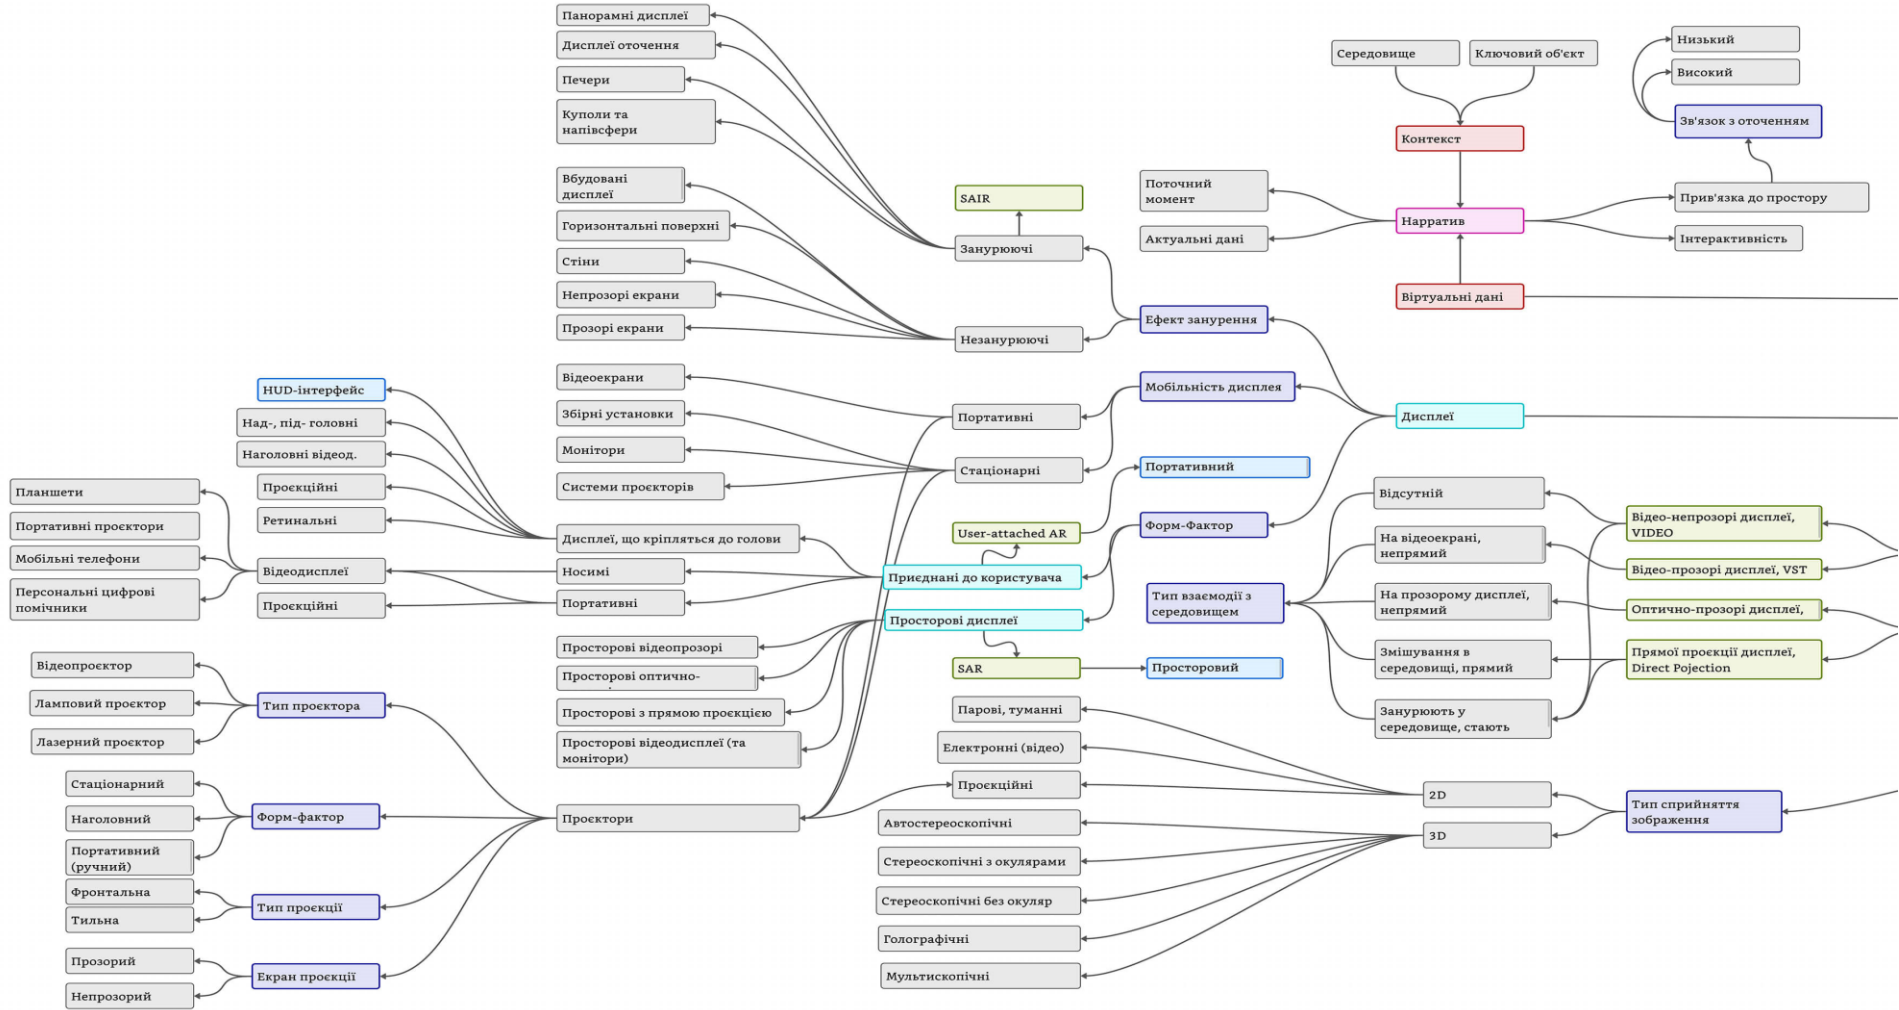 Панорамні дисплеї
Дисплеї оточення
Печери
Куполи та
напівсфери
Вбудовані
дисплеї
Горизонтальні поверхні
Стіни
Непрозорі екрани
Прозорі екрани
SAIR
Занурюючі
Незанурюючі
Ефект занурення
Середовище
Ключовий об'єкт
Контекст
Поточний
момент
Актуальні дані
Нарратив
Віртуальні дані
Низький
Високий
Зв'язок з оточенням
Прив'язка до простору
Інтерактивність
Відеоекрани
Збірні установки
Монітори
Системи проєкторів
Портативні
Стаціонарні
Мобільність дисплея
Дисплеї
Портативний
User-attached AR
Форм-Фактор
HUD-інтерфейс
Над-, під- головні
Наголовні відеод.
Проєкційні
Ретинальні
Дисплеї, що кріпляться до голови
Носимі
Портативні
Приєднані до користувача
Просторові дисплеї
Планшети
Портативні проєктори
Мобільні телефони
Персональні цифрові
помічники
Відеодисплеї
Проєкційні
Просторові відеопрозорі
Просторові оптично-
Просторові з прямою проєкцією
Просторові відеодисплеї (та
монітори)
SAR
Просторовий
Тип взаємодії з
середовищем
Відсутній
На відеоекрані,
непрямий
На прозорому дисплеї,
непрямий
Змішування в
середовищі, прямий
Занурюють у
середовище, стають
Відео-непрозорі дисплеї,
VIDEO
Відео-прозорі дисплеї, VST
Оптично-прозорі дисплеї,
Прямої проєкції дисплеї,
Direct Pojection
Відеопроєктор
Ламповий проєктор
Лазерний проєктор
Тип проєктора
Стаціонарний
Наголовний
Портативний
(ручний)
Форм-фактор
Фронтальна
Тильна
Тип проєкції
Прозорий
Непрозорий
Екран проєкції
Проєктори
Парові, туманні
Електронні (відео)
Проєкційні
Автостереоскопічні
Стереоскопічні з окулярами
Стереоскопічні без окуляр
Голографічні
Мультископічні
2D
3D
Тип сприйняття
зображення